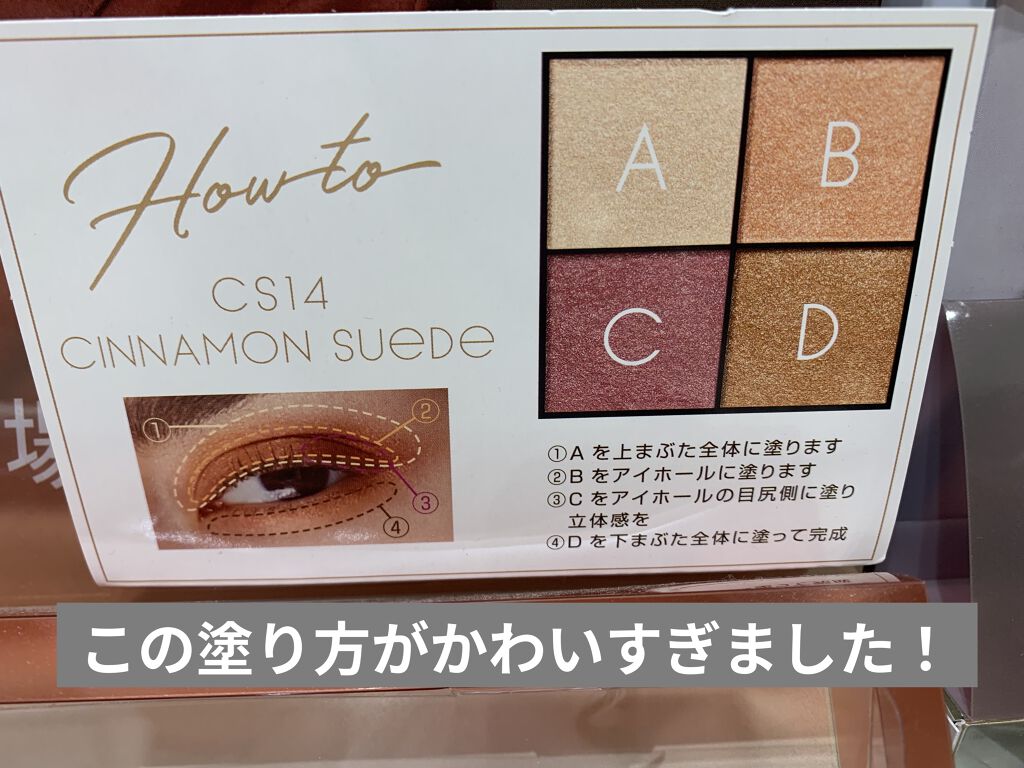 How to
CS14
CINNAMON SUEDE
A
B
C
D
①
②
③
④
①A を上まぶた全体に塗ります
②B をアイホールに塗ります
③C をアイホールの目尻側に塗り
立体感を
④D を下まぶた全体に塗って完成
場
この塗り方がかわいすぎました！